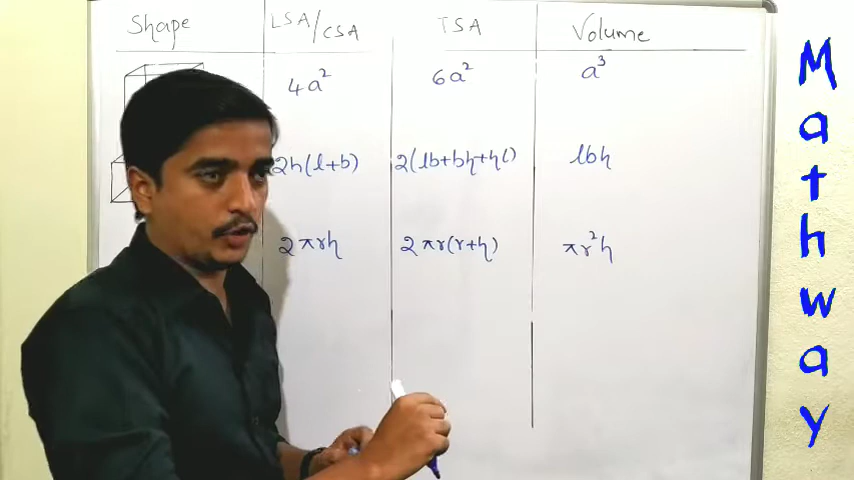 Shape LSA/CSA TSA Volume
4a² 6a² a³
2h(l+b) 2(lb+bh+hl) lbh
2πrh 2πr(r+h) πr²h
Mathway